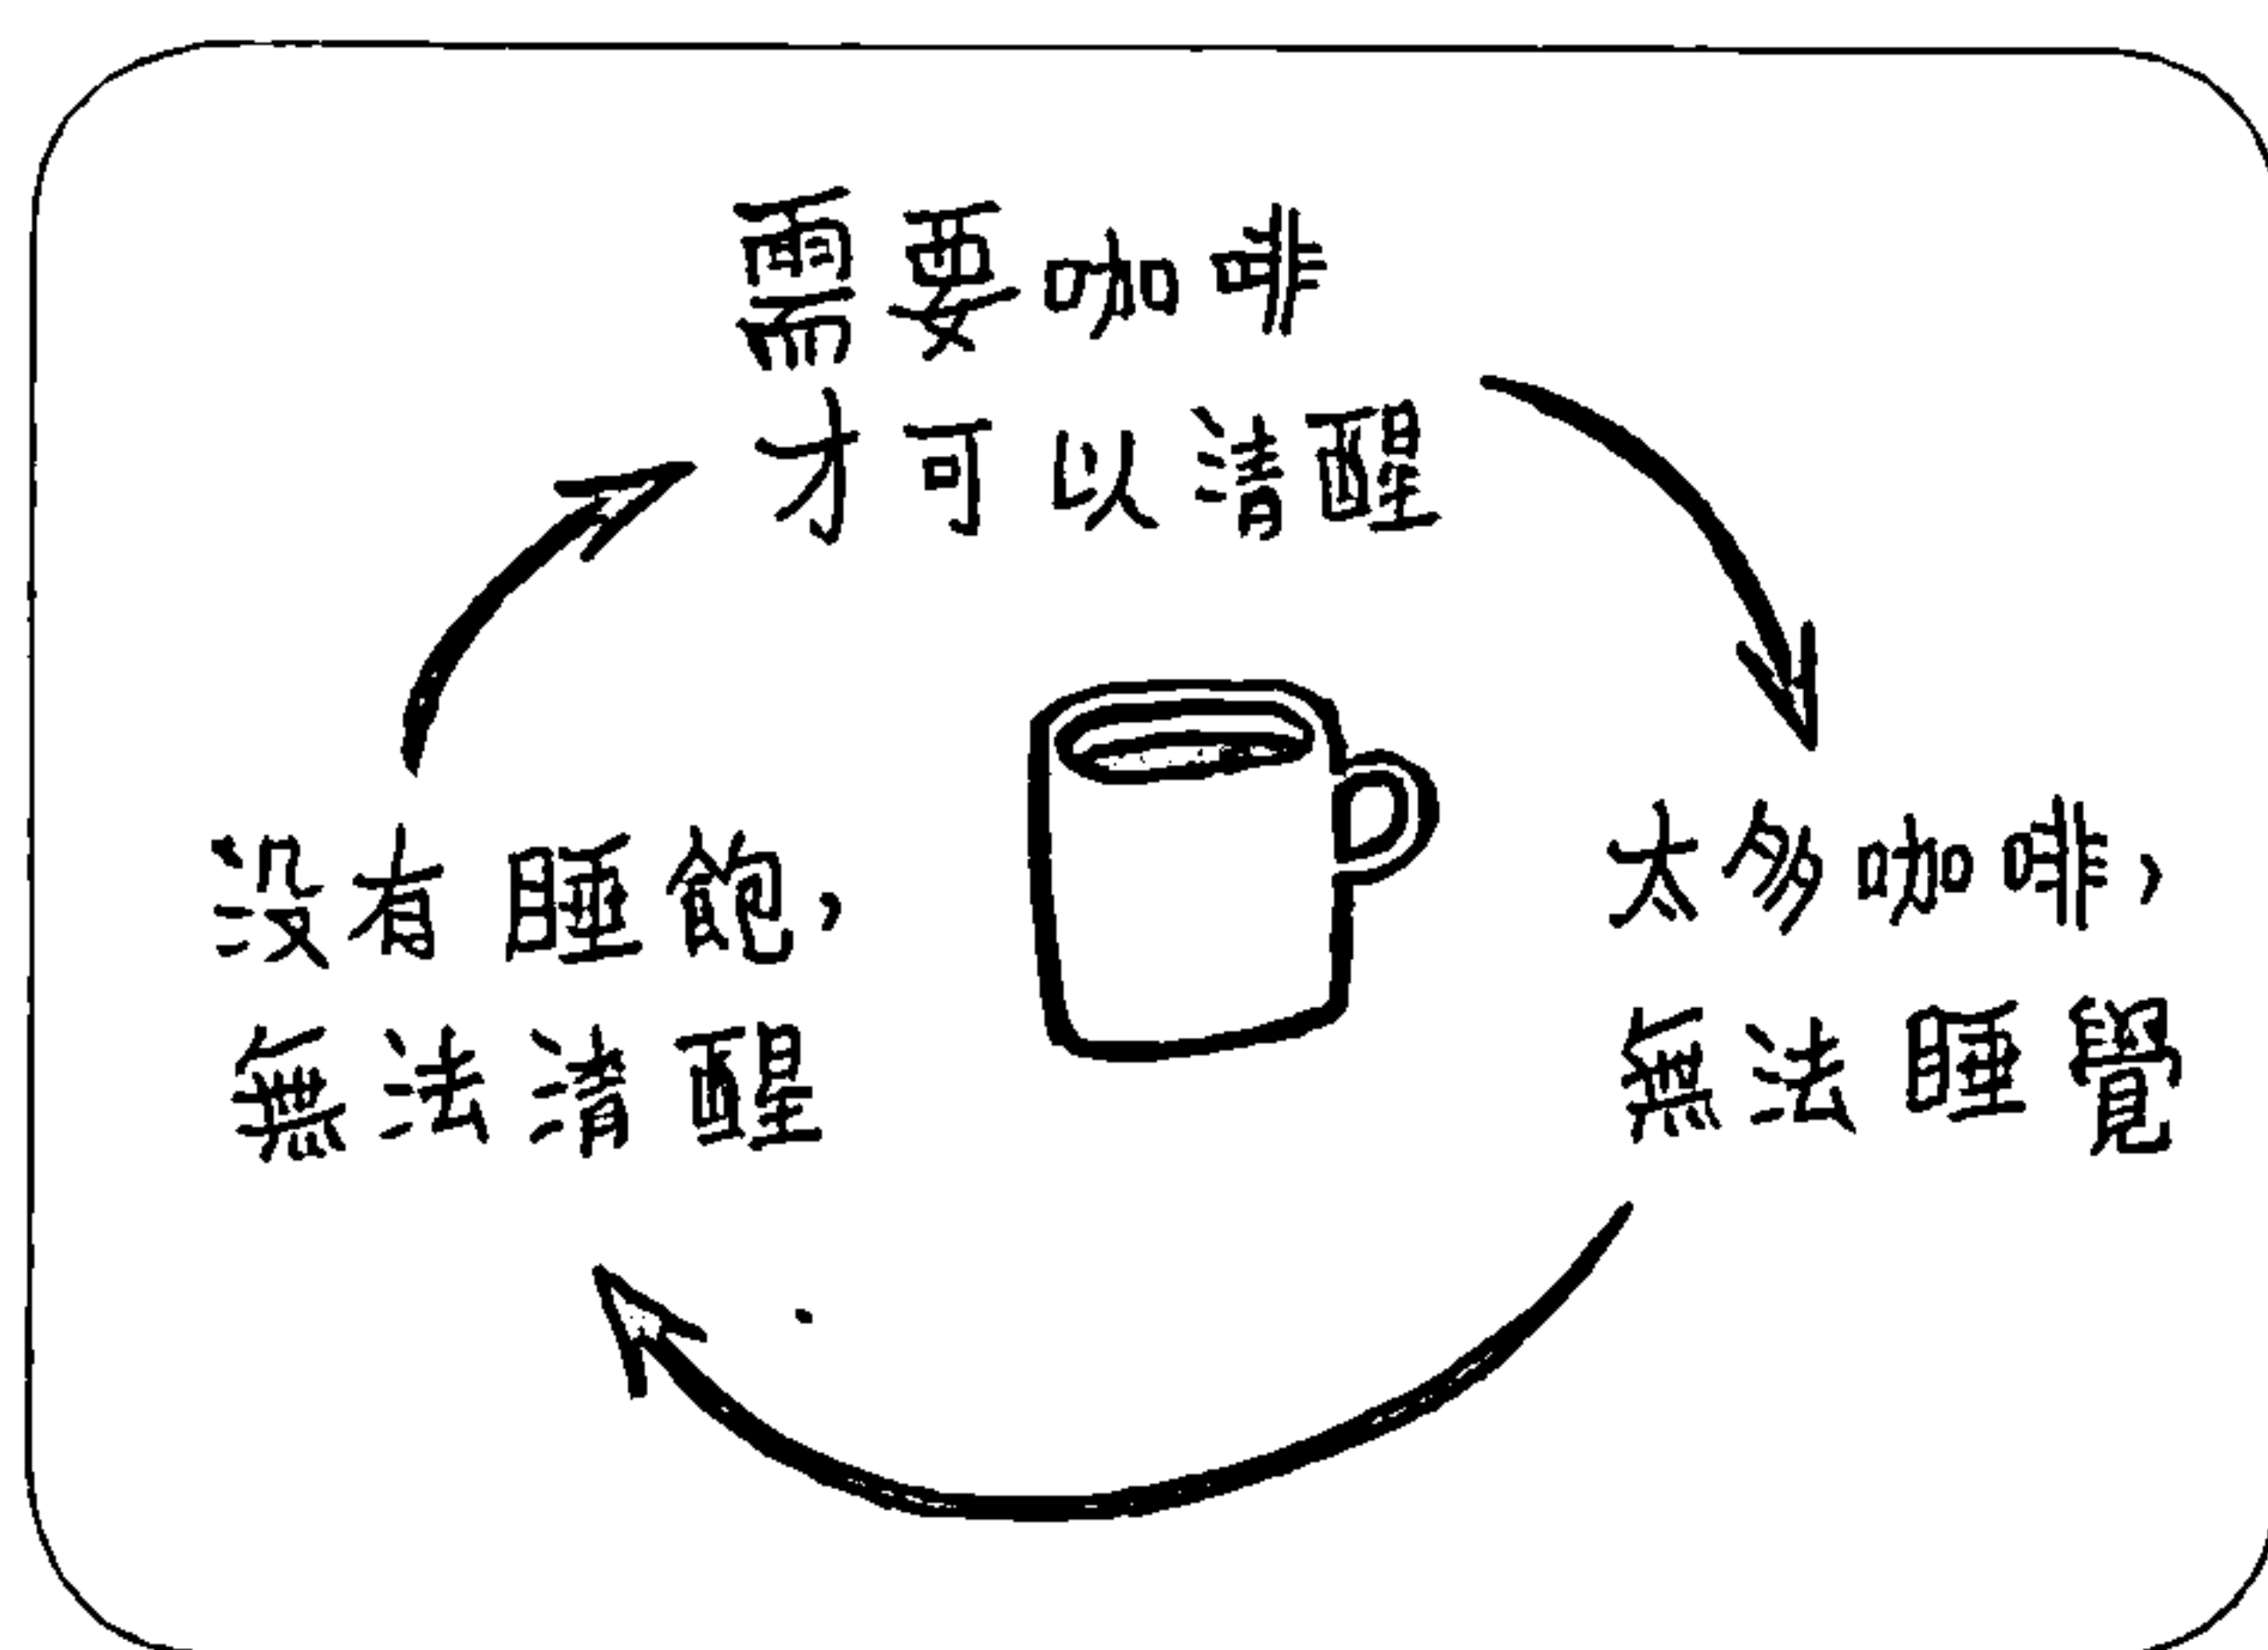 需要咖啡
才可以清醒
太多咖啡,
無法睡覺
沒有睡飽,
無法清醒